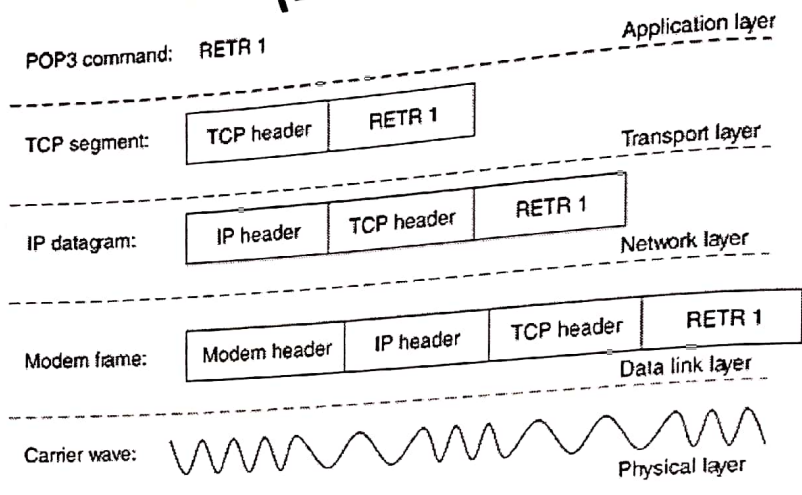 Application layer
POP3 command: RETR 1
TCP segment: TCP header RETR 1
Transport layer
IP datagram: IP header TCP header RETR 1
Network layer
Modem frame: Modem header IP header TCP header RETR 1
Data link layer
Carrier wave:
Physical layer